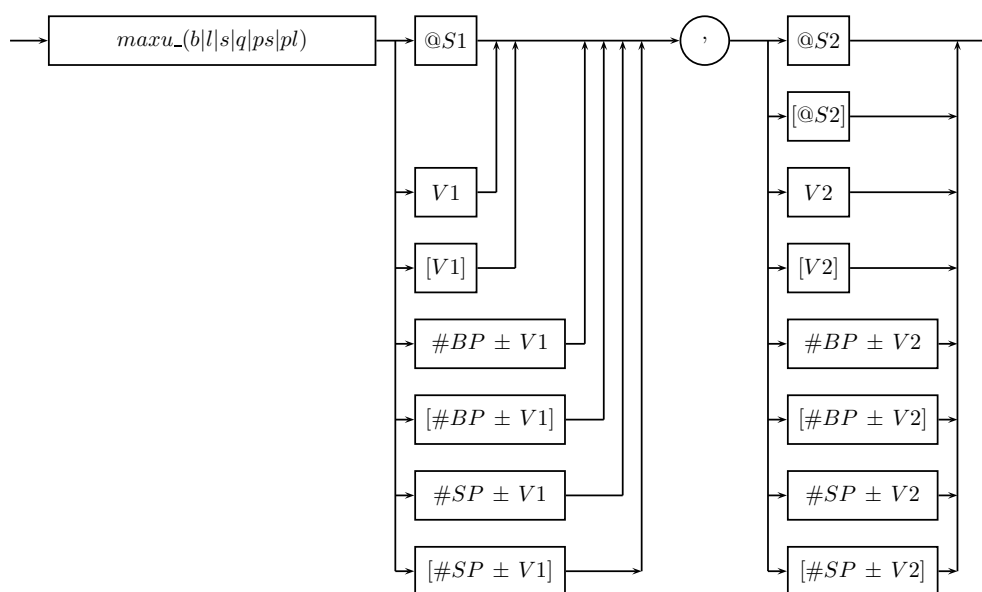 maxu_(b|l|s|q|ps|pl) @S1 , @S2
[@S2]
V1 V2
[V1] [V2]
#BP ± V1 #BP ± V2
[#BP ± V1] [#BP ± V2]
#SP ± V1 #SP ± V2
[#SP ± V1] [#SP ± V2]